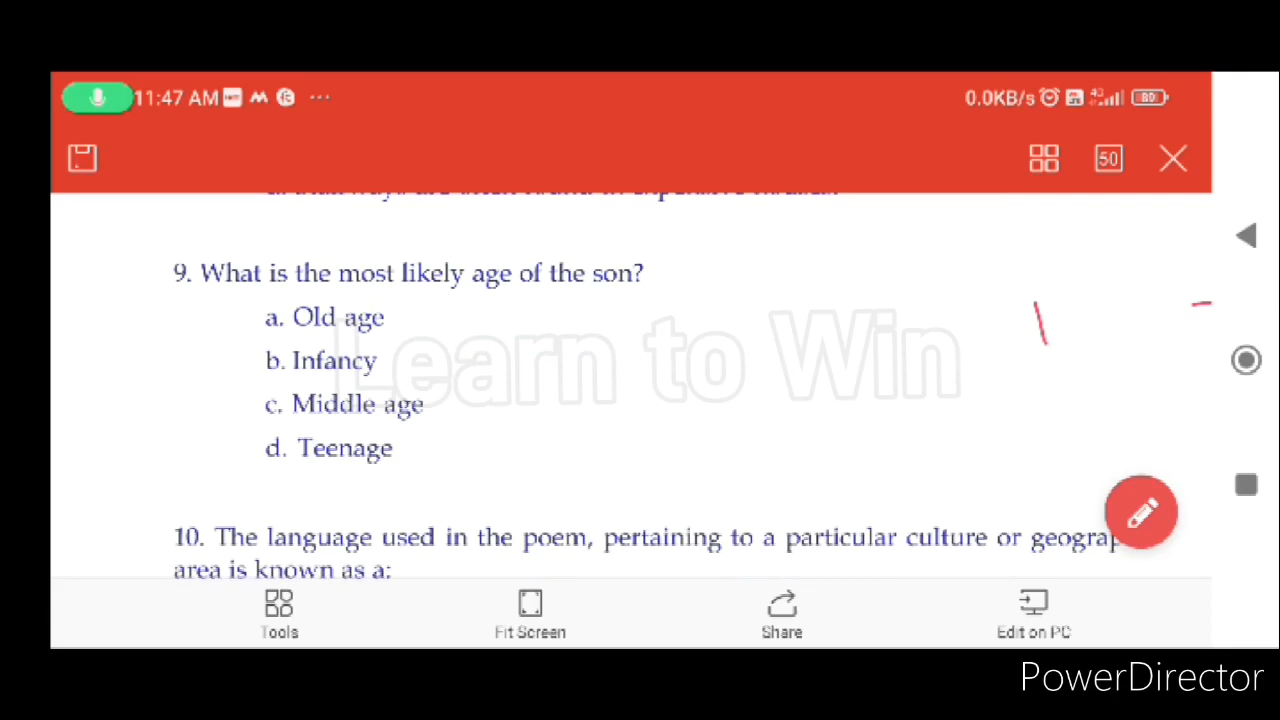 11:47 AM
0.0KB/s 4G 80
50
9. What is the most likely age of the son?
a. Old age
b. Infancy
c. Middle age
d. Teenage
Learn to Win
10. The language used in the poem, pertaining to a particular culture or geograp
area is known as a:
Tools
Fit Screen
Share
Edit on PC
PowerDirector